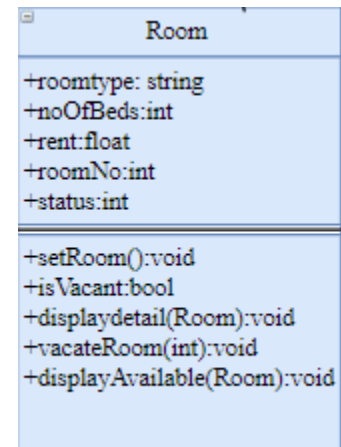 Room
+roomtype: string
+noOfBeds:int
+rent:float
+roomNo:int
+status:int
+setRoom():void
+isVacant:bool
+displaydetail(Room):void
+vacateRoom(int):void
+displayAvailable(Room):void